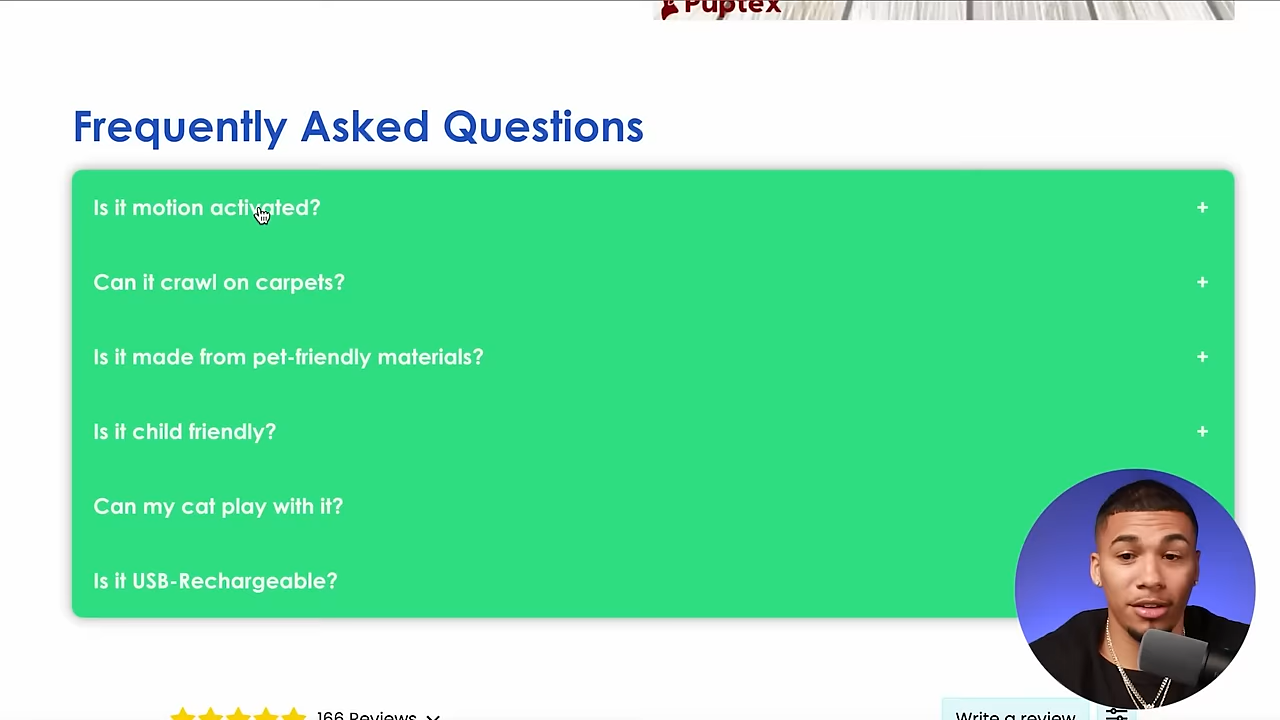 Puptex
Frequently Asked Questions
Is it motion activated?
+
Can it crawl on carpets?
+
Is it made from pet-friendly materials?
+
Is it child friendly?
+
Can my cat play with it?
Is it USB-Rechargeable?
166 Reviews
Write a review